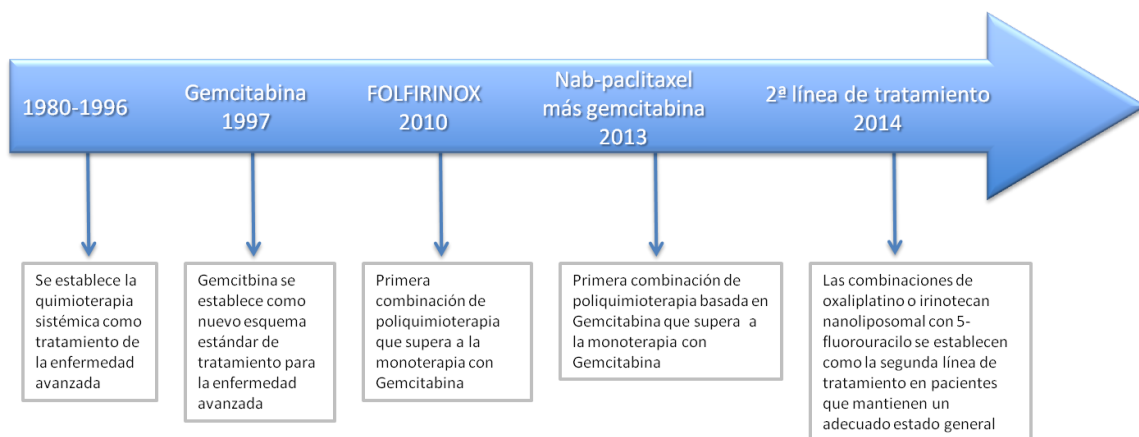 1980-1996
Gemcitabina
1997
FOLFIRINOX
2010
Nab-paclitaxel
más gemcitabina
2013
2ª línea de tratamiento
2014
Se establece la
quimioterapia
sistémica como
tratamiento de
la enfermedad
avanzada
Gemcitbina se
establece como
nuevo esquema
estándar de
tratamiento para
la enfermedad
avanzada
Primera
combinación de
poliquimioterapia
que supera a la
monoterapia con
Gemcitabina
Primera combinación de
poliquimioterapia basada en
Gemcitabina que supera a
la monoterapia con
Gemcitabina
Las combinaciones de
oxaliplatino o irinotecan
nanoliposomal con 5-
fluorouracilo se establecen
como la segunda línea de
tratamiento en pacientes
que mantienen un
adecuado estado general